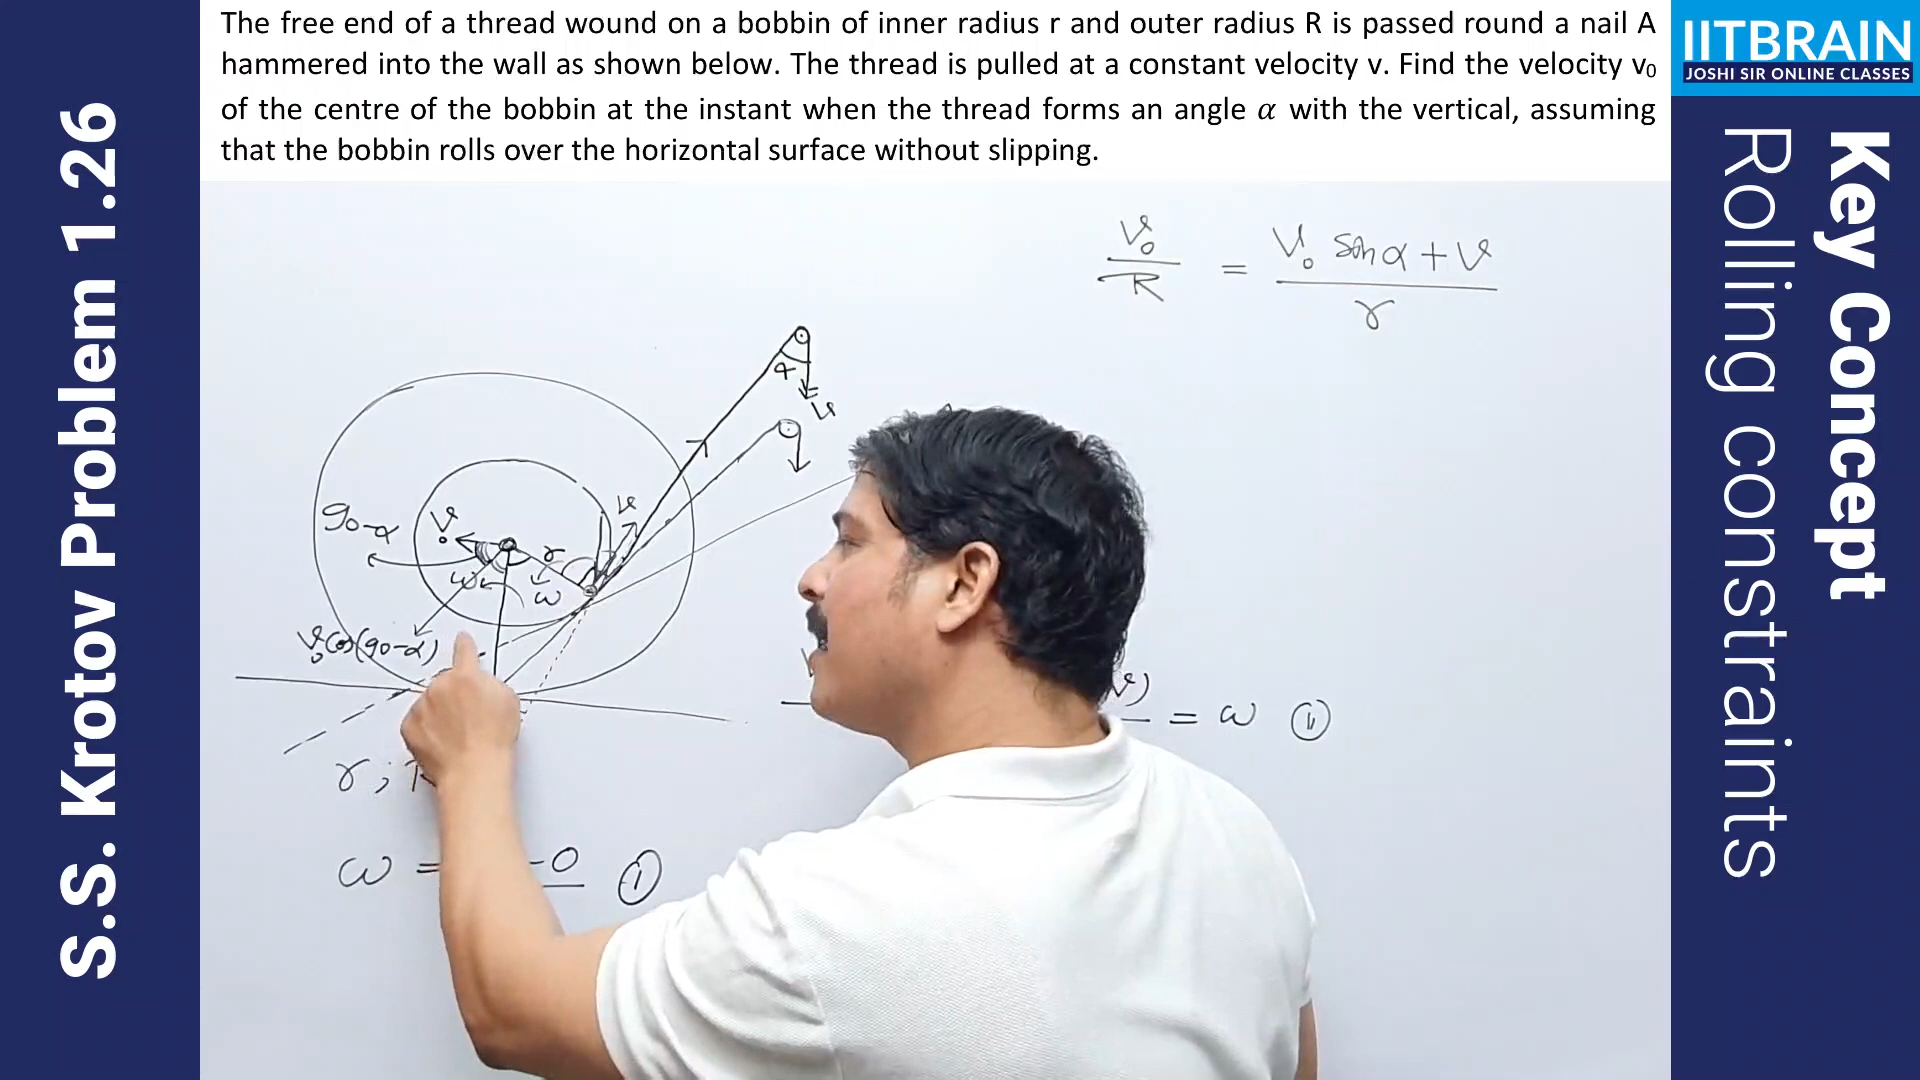 The free end of a thread wound on a bobbin of inner radius r and outer radius R is passed round a nail A
hammered into the wall as shown below. The thread is pulled at a constant velocity v. Find the velocity v₀
of the centre of the bobbin at the instant when the thread forms an angle α with the vertical, assuming
that the bobbin rolls over the horizontal surface without slipping.
IITBRAIN
JOSHI SIR ONLINE CLASSES
S.S. Krotov Problem 1.26
Key Concept
Rolling constraints
v₀/R = (v₀ sinα + v)/r
α
v
v
90-α
v₀
r
ω
ω
v₀cos(90-α)
v) = ω (ii)
r ;
ω = -0 (i)